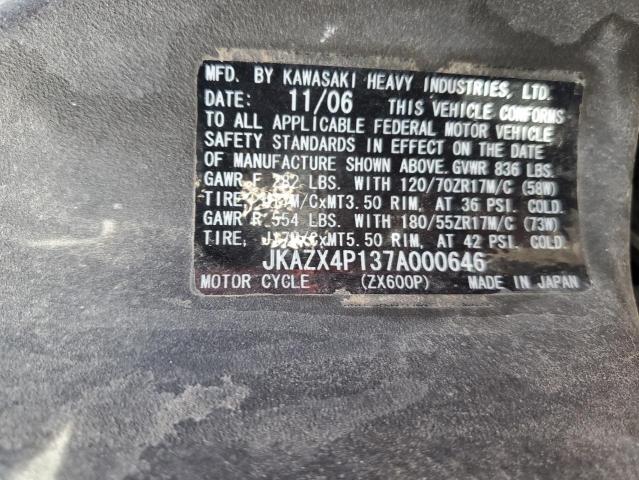 MFD. BY KAWASAKI HEAVY INDUSTRIES, LTD.
DATE: 11/06 THIS VEHICLE CONFORMS
TO ALL APPLICABLE FEDERAL MOTOR VEHICLE
SAFETY STANDARDS IN EFFECT ON THE DATE
OF MANUFACTURE SHOWN ABOVE. GVWR 836 LBS.
GAWR F 282 LBS. WITH 120/70ZR17M/C (58W)
TIRE, J17M/CxMT3.50 RIM, AT 36 PSI. COLD.
GAWR R 554 LBS. WITH 180/55ZR17M/C (73W)
TIRE, J17M/CxMT5.50 RIM, AT 42 PSI. COLD.
JKAZX4P137A000646
MOTOR CYCLE (ZX600P) MADE IN JAPAN